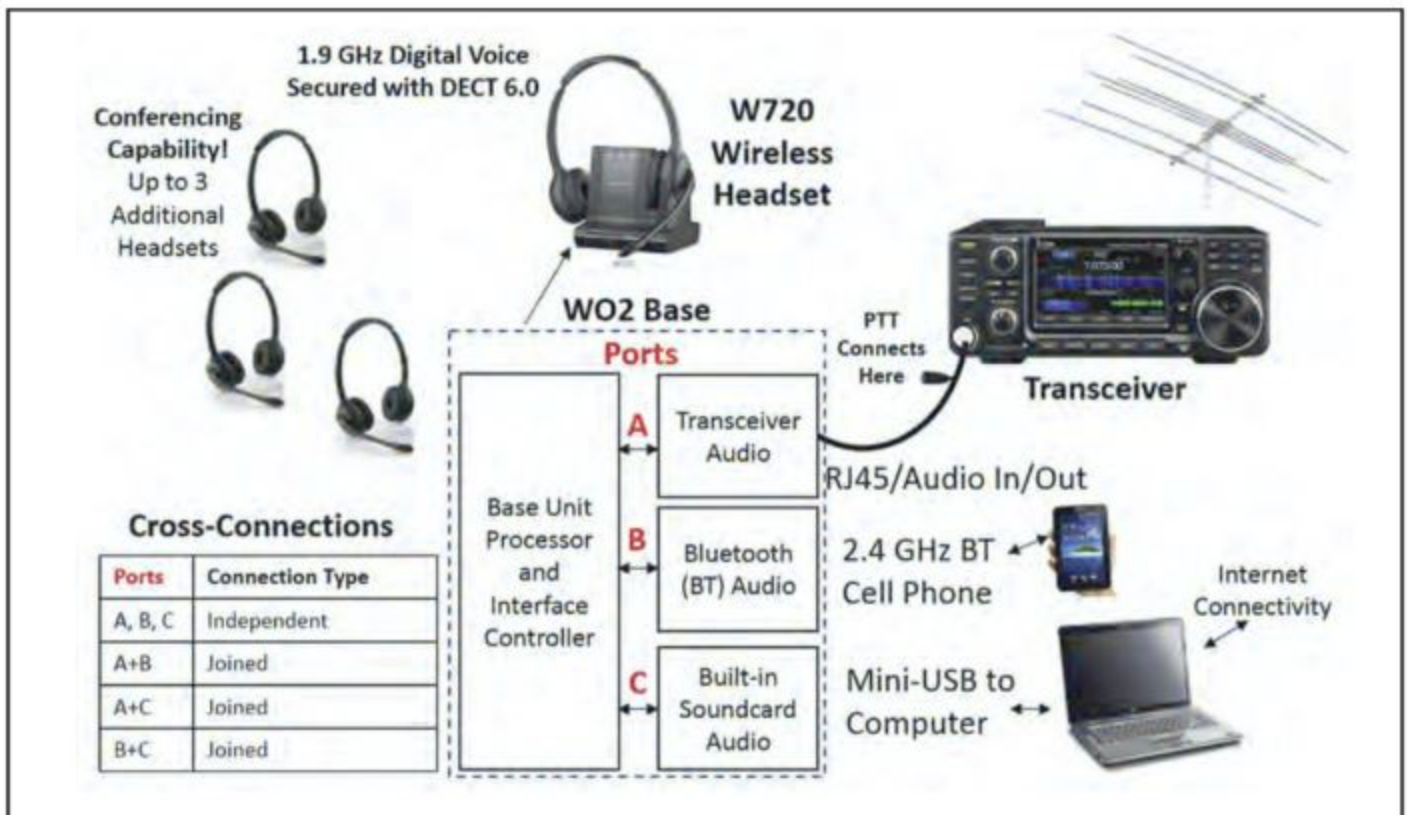 1.9 GHz Digital Voice
Secured with DECT 6.0
Conferencing
Capability!
Up to 3
Additional
Headsets
W720
Wireless
Headset
WO2 Base
Ports
PTT
Connects
Here
Transceiver
A
Transceiver
Audio
RJ45/Audio In/Out
Base Unit
Processor
and
Interface
Controller
B
Bluetooth
(BT) Audio
2.4 GHz BT
Cell Phone
Internet
Connectivity
C
Built-in
Soundcard
Audio
Mini-USB to
Computer
Cross-Connections
Ports Connection Type
A, B, C Independent
A+B Joined
A+C Joined
B+C Joined